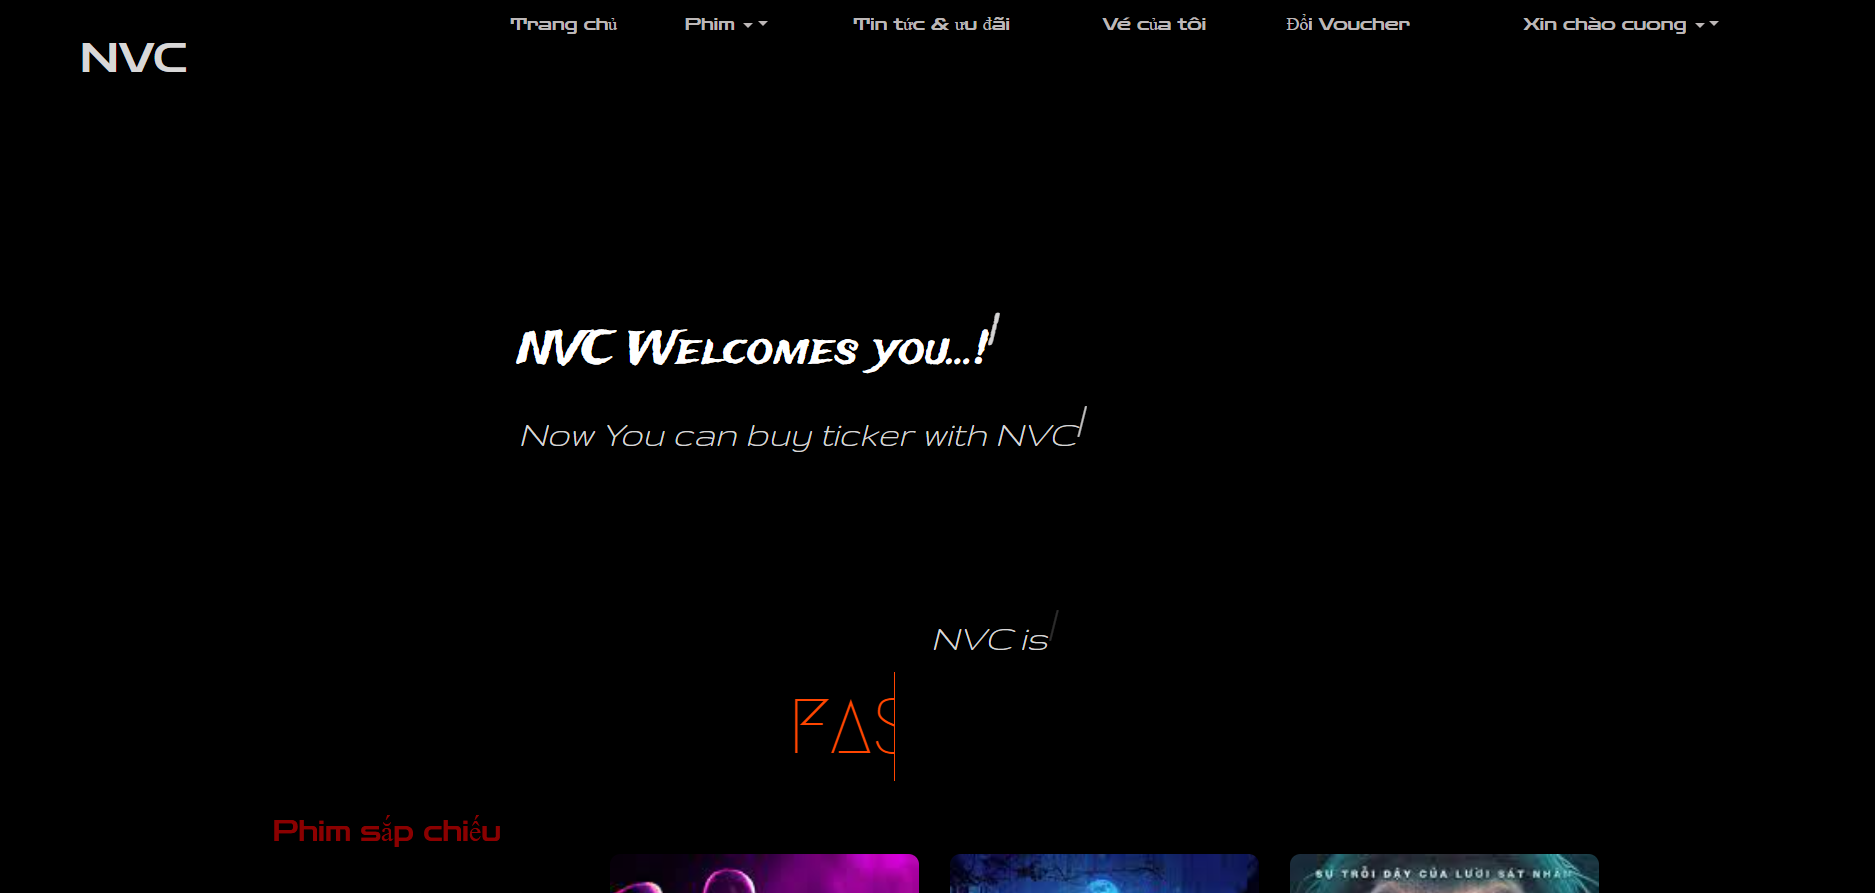 Trang chủ Phim Tin tức & ưu đãi Vé của tôi Đổi Voucher Xin chào cuong
NVC
NVC Welcomes you...!
Now You can buy ticker with NVC
NVC is
FAS
Phim sắp chiếu
SỰ TRỖI DẬY CỦA LƯỜI SÁT NHÂN